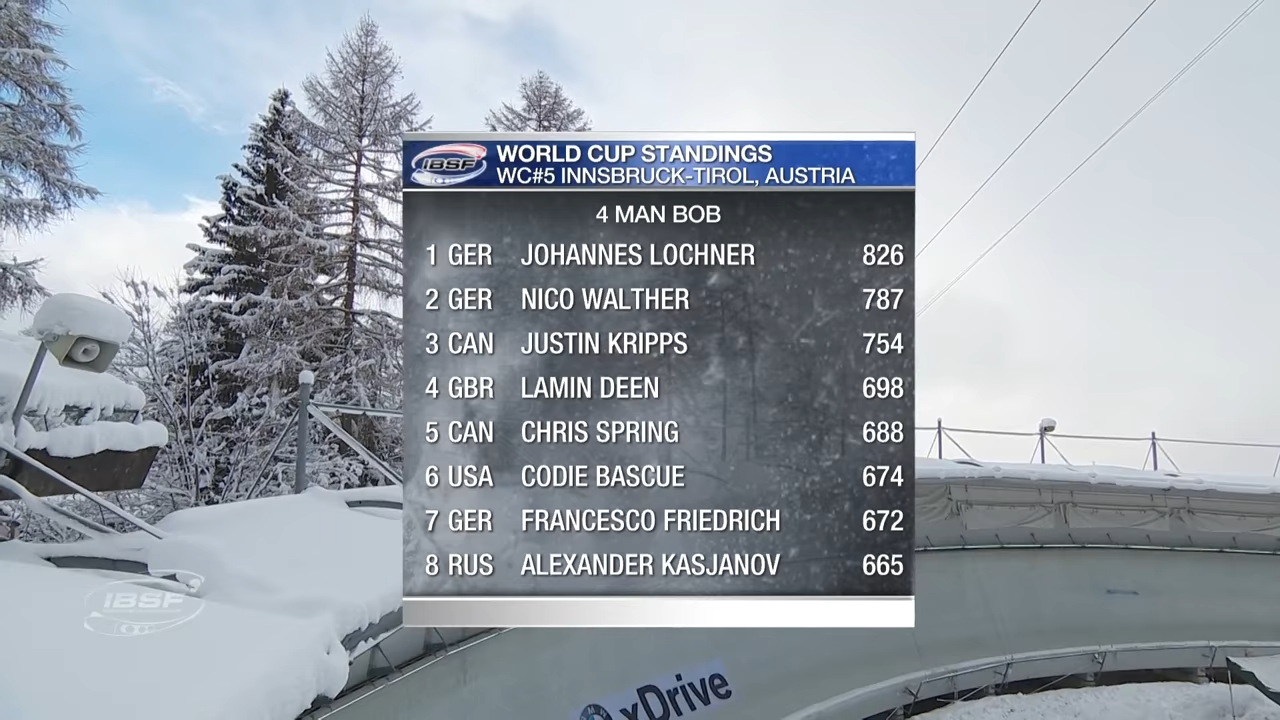 IBSF
WORLD CUP STANDINGS
WC#5 INNSBRUCK-TIROL, AUSTRIA
4 MAN BOB
1 GER JOHANNES LOCHNER 826
2 GER NICO WALTHER 787
3 CAN JUSTIN KRIPPS 754
4 GBR LAMIN DEEN 698
5 CAN CHRIS SPRING 688
6 USA CODIE BASCUE 674
7 GER FRANCESCO FRIEDRICH 672
8 RUS ALEXANDER KASJANOV 665
IBSF
xDrive